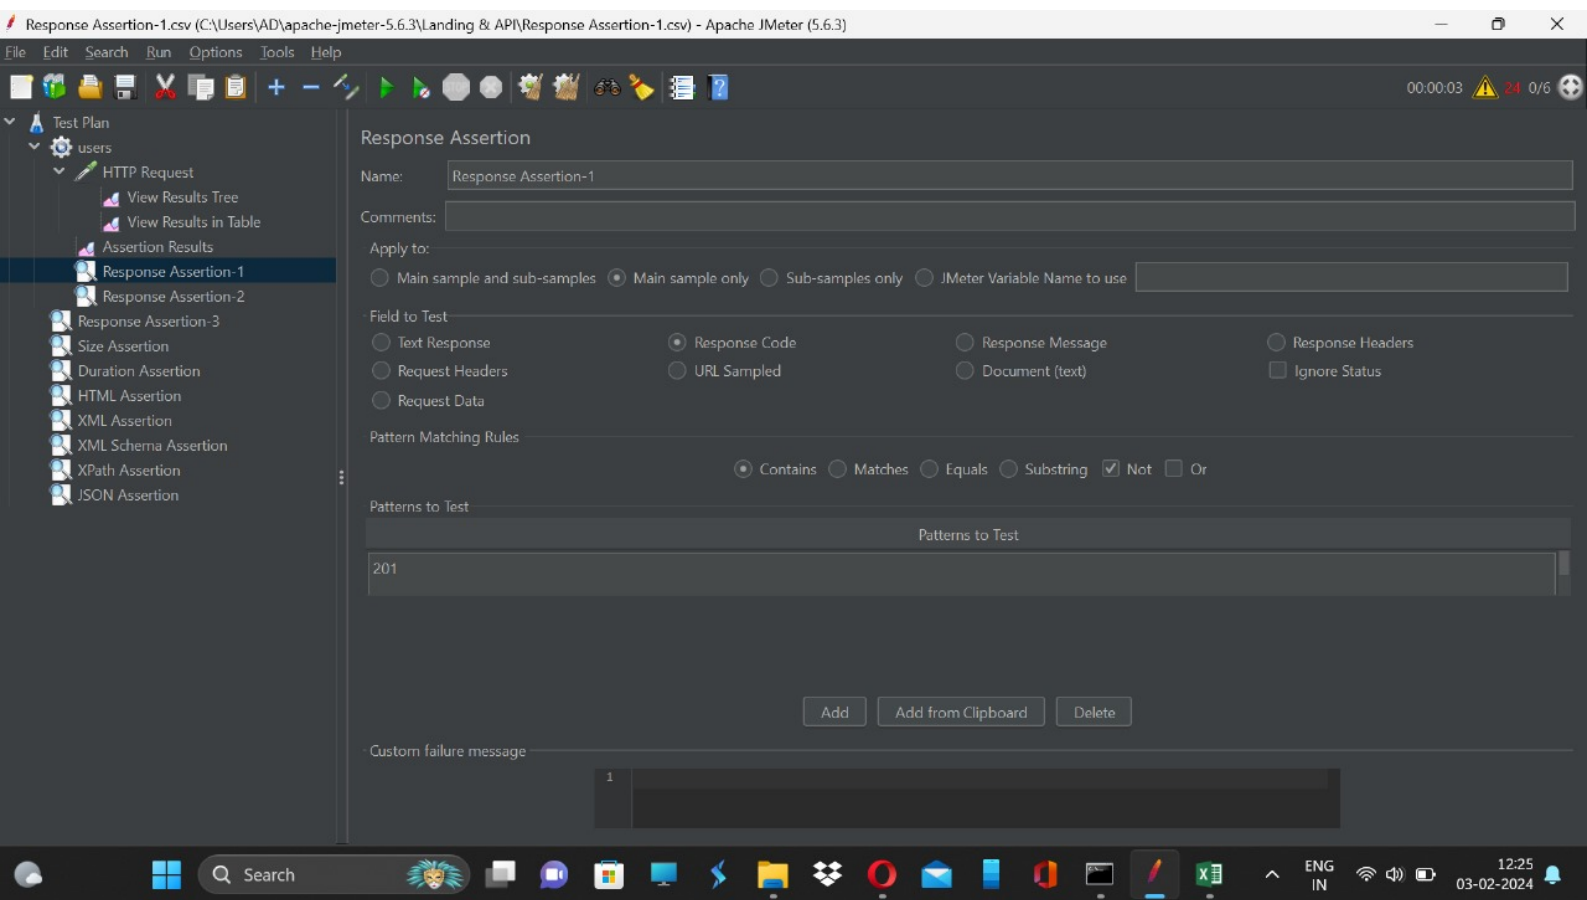 Response Assertion-1.csv (C:\Users\AD\apache-jmeter-5.6.3\Landing & API\Response Assertion-1.csv) - Apache JMeter (5.6.3)
File Edit Search Run Options Tools Help
STOP 00:00:03 24 0/6
Test Plan
users
HTTP Request
View Results Tree
View Results in Table
Assertion Results
Response Assertion-1
Response Assertion-2
Response Assertion-3
Size Assertion
Duration Assertion
HTML Assertion
XML Assertion
XML Schema Assertion
XPath Assertion
JSON Assertion
Response Assertion
Name: Response Assertion-1
Comments:
Apply to:
Main sample and sub-samples Main sample only Sub-samples only JMeter Variable Name to use
Field to Test
Text Response Response Code Response Message Response Headers
Request Headers URL Sampled Document (text) Ignore Status
Request Data
Pattern Matching Rules
Contains Matches Equals Substring Not Or
Patterns to Test
Patterns to Test
201
Add Add from Clipboard Delete
Custom failure message
1
Search
ENG
IN
12:25
03-02-2024